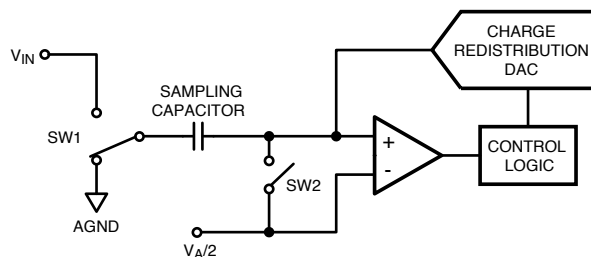 CHARGE
REDISTRIBUTION
DAC
VIN
SAMPLING
CAPACITOR
SW1
+
-
CONTROL
LOGIC
SW2
AGND
VA/2